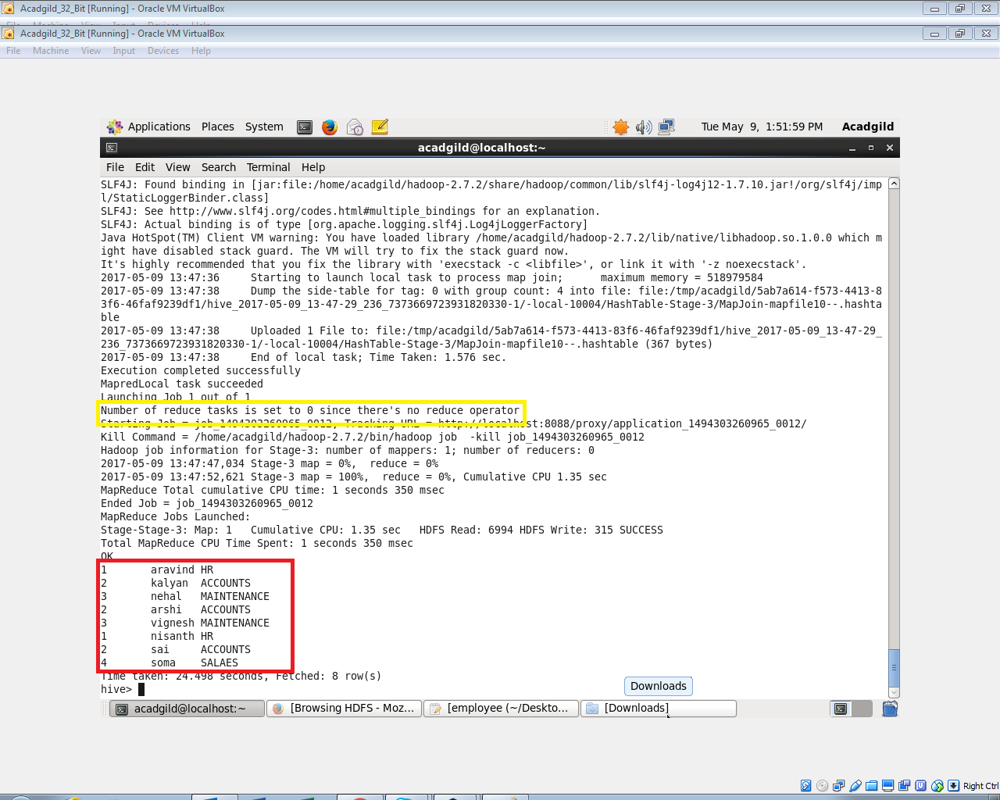 Acadgild_32_Bit [Running] - Oracle VM VirtualBox
File Machine View Input Devices Help
Acadgild_32_Bit [Running] - Oracle VM VirtualBox
File Machine View Input Devices Help
Applications Places System Tue May 9, 1:51:59 PM Acadgild
acadgild@localhost:~
File Edit View Search Terminal Help
SLF4J: Found binding in [jar:file:/home/acadgild/hadoop-2.7.2/share/hadoop/common/lib/slf4j-log4j12-1.7.10.jar!/org/slf4j/imp
l/StaticLoggerBinder.class]
SLF4J: See http://www.slf4j.org/codes.html#multiple_bindings for an explanation.
SLF4J: Actual binding is of type [org.apache.logging.slf4j.Log4jLoggerFactory]
Java HotSpot(TM) Client VM warning: You have loaded library /home/acadgild/hadoop-2.7.2/lib/native/libhadoop.so.1.0.0 which m
ight have disabled stack guard. The VM will try to fix the stack guard now.
It's highly recommended that you fix the library with 'execstack -c <libfile>', or link it with '-z noexecstack'.
2017-05-09 13:47:36     Starting to launch local task to process map join;      maximum memory = 518979584
2017-05-09 13:47:38     Dump the side-table for tag: 0 with group count: 4 into file: file:/tmp/acadgild/5ab7a614-f573-4413-8
3f6-46faf9239df1/hive_2017-05-09_13-47-29_236_7373669723931820330-1/-local-10004/HashTable-Stage-3/MapJoin-mapfile10--.hashta
ble
2017-05-09 13:47:38     Uploaded 1 File to: file:/tmp/acadgild/5ab7a614-f573-4413-83f6-46faf9239df1/hive_2017-05-09_13-47-29_
236_7373669723931820330-1/-local-10004/HashTable-Stage-3/MapJoin-mapfile10--.hashtable (367 bytes)
2017-05-09 13:47:38     End of local task; Time Taken: 1.576 sec.
Execution completed successfully
MapredLocal task succeeded
Launching Job 1 out of 1
Number of reduce tasks is set to 0 since there's no reduce operator
Starting Job = job_1494303260965_0012, Tracking URL = http://localhost:8088/proxy/application_1494303260965_0012/
Kill Command = /home/acadgild/hadoop-2.7.2/bin/hadoop job  -kill job_1494303260965_0012
Hadoop job information for Stage-3: number of mappers: 1; number of reducers: 0
2017-05-09 13:47:47,034 Stage-3 map = 0%,  reduce = 0%
2017-05-09 13:47:52,621 Stage-3 map = 100%,  reduce = 0%, Cumulative CPU 1.35 sec
MapReduce Total cumulative CPU time: 1 seconds 350 msec
Ended Job = job_1494303260965_0012
MapReduce Jobs Launched:
Stage-Stage-3: Map: 1   Cumulative CPU: 1.35 sec   HDFS Read: 6994 HDFS Write: 315 SUCCESS
Total MapReduce CPU Time Spent: 1 seconds 350 msec
OK
1       aravind HR
2       kalyan  ACCOUNTS
3       nehal   MAINTENANCE
2       arshi   ACCOUNTS
3       vignesh MAINTENANCE
1       nisanth HR
2       sai     ACCOUNTS
4       soma    SALAES
Time taken: 24.498 seconds, Fetched: 8 row(s)
hive>
Downloads
acadgild@localhost:~ [Browsing HDFS - Moz... [employee (~/Deskto... [Downloads]
Right Ctrl